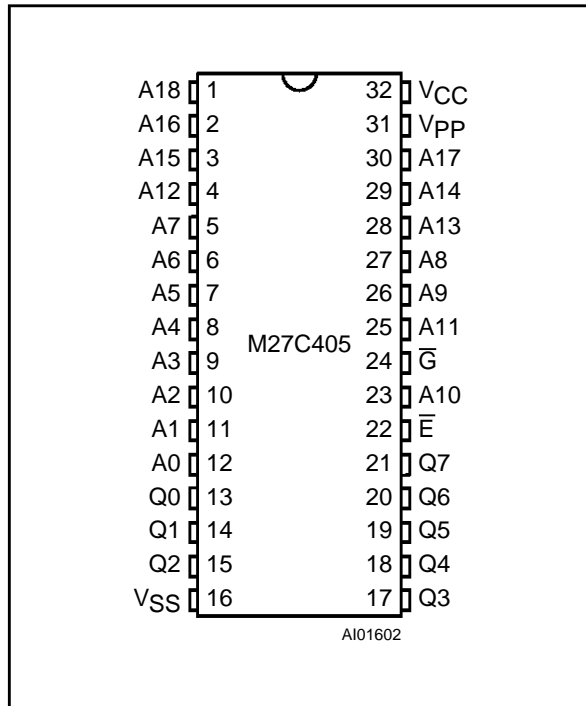 A18 1 32 VCC
A16 2 31 VPP
A15 3 30 A17
A12 4 29 A14
A7 5 28 A13
A6 6 27 A8
A5 7 26 A9
A4 8 25 A11
M27C405
A3 9 24 G̅
A2 10 23 A10
A1 11 22 E̅
A0 12 21 Q7
Q0 13 20 Q6
Q1 14 19 Q5
Q2 15 18 Q4
VSS 16 17 Q3
AI01602